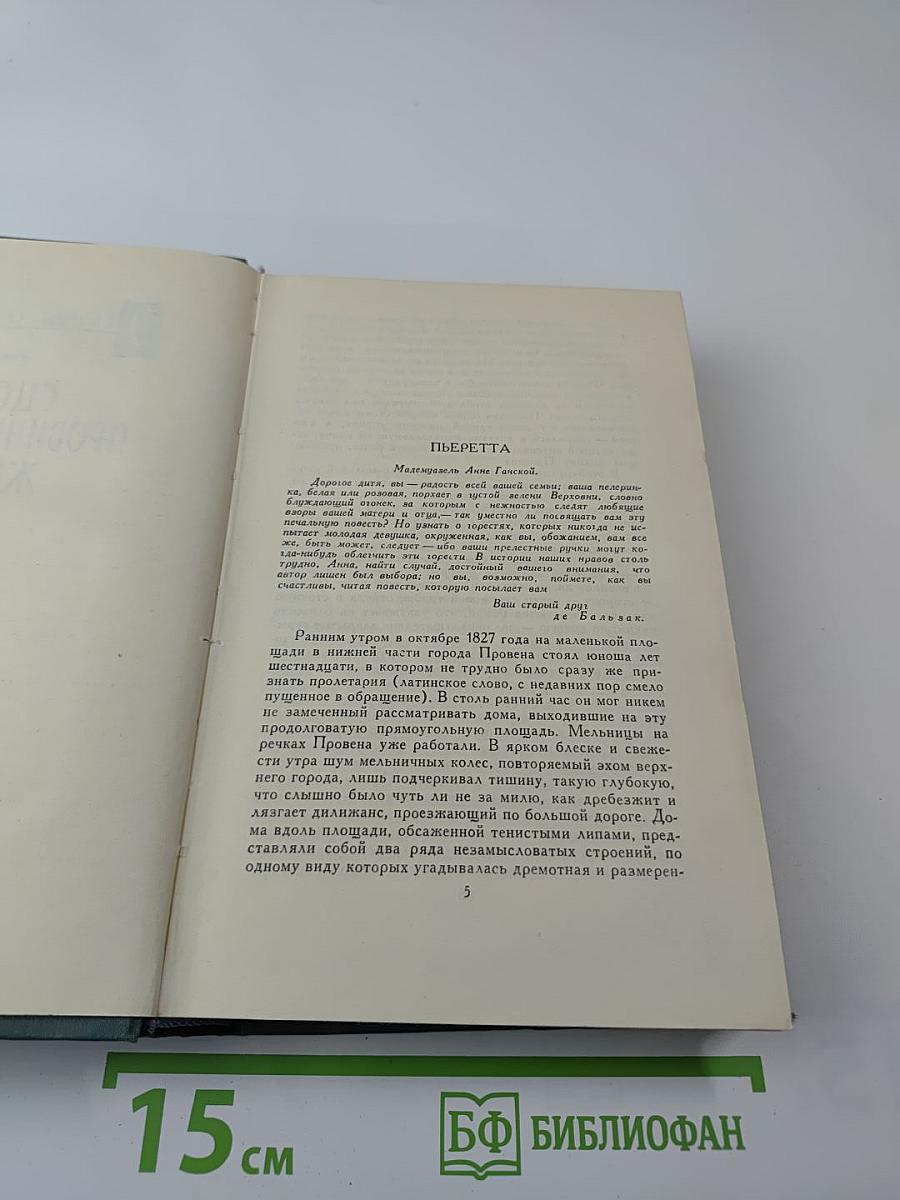 ПЬЕРЕТТА
Мадемуазель Анне Ганской.
Дорогое дитя, вы — радость всей вашей семьи; ваша пелерин-
ка, белая или розовая, порхает в густой зелени Верховни, словно
блуждающий огонек, за которым с нежностью следят любящие
взоры вашей матери и отца,— так уместно ли посвящать вам эту
печальную повесть? Но узнать о горестях, которых никогда не ис-
пытает молодая девушка, окруженная, как вы, обожанием, вам все
же, быть может, следует — ибо ваши прелестные ручки могут ко-
гда-нибудь облегчить эти горести. В истории наших нравов столь
трудно, Анна, найти случай, достойный вашего внимания, что
автор лишен был выбора; но вы, возможно, поймете, как вы
счастливы, читая повесть, которую посылает вам
Ваш старый друг
де Бальзак.
Ранним утром в октябре 1827 года на маленькой пло-
щади в нижней части города Провена стоял юноша лет
шестнадцати, в котором не трудно было сразу же при-
знать пролетария (латинское слово, с недавних пор смело
пущенное в обращение). В столь ранний час он мог никем
не замеченный рассматривать дома, выходившие на эту
продолговатую прямоугольную площадь. Мельницы на
речках Провена уже работали. В ярком блеске и свеже-
сти утра шум мельничных колес, повторяемый эхом верх-
него города, лишь подчеркивал тишину, такую глубокую,
что слышно было чуть ли не за милю, как дребезжит и
лязгает дилижанс, проезжающий по большой дороге. До-
ма вдоль площади, обсаженной тенистыми липами, пред-
ставляли собой два ряда незамысловатых строений, по
одному виду которых угадывалась дремотная и размерен-
5
15 см
БФ БИБЛИОФАН